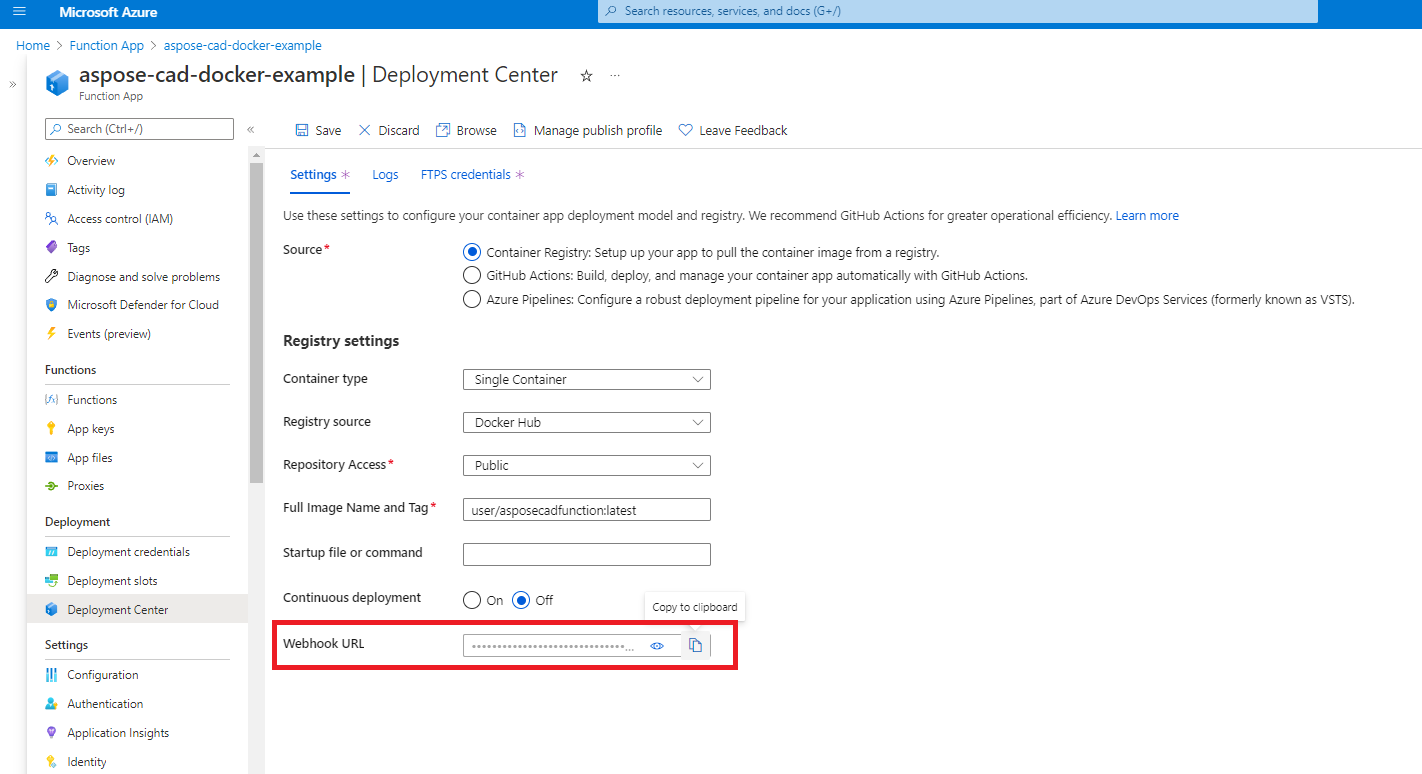 Microsoft Azure
Search resources, services, and docs (G+/)
Home > Function App > aspose-cad-docker-example
aspose-cad-docker-example | Deployment Center
Function App
Search (Ctrl+/)
Overview
Activity log
Access control (IAM)
Tags
Diagnose and solve problems
Microsoft Defender for Cloud
Events (preview)
Functions
Functions
App keys
App files
Proxies
Deployment
Deployment credentials
Deployment slots
Deployment Center
Settings
Configuration
Authentication
Application Insights
Identity
Save Discard Browse Manage publish profile Leave Feedback
Settings * Logs FTPS credentials *
Use these settings to configure your container app deployment model and registry. We recommend GitHub Actions for greater operational efficiency. Learn more
Source*
Container Registry: Setup up your app to pull the container image from a registry.
GitHub Actions: Build, deploy, and manage your container app automatically with GitHub Actions.
Azure Pipelines: Configure a robust deployment pipeline for your application using Azure Pipelines, part of Azure DevOps Services (formerly known as VSTS).
Registry settings
Container type Single Container
Registry source Docker Hub
Repository Access* Public
Full Image Name and Tag* user/asposecadfunction:latest
Startup file or command
Continuous deployment On Off
Copy to clipboard
Webhook URL